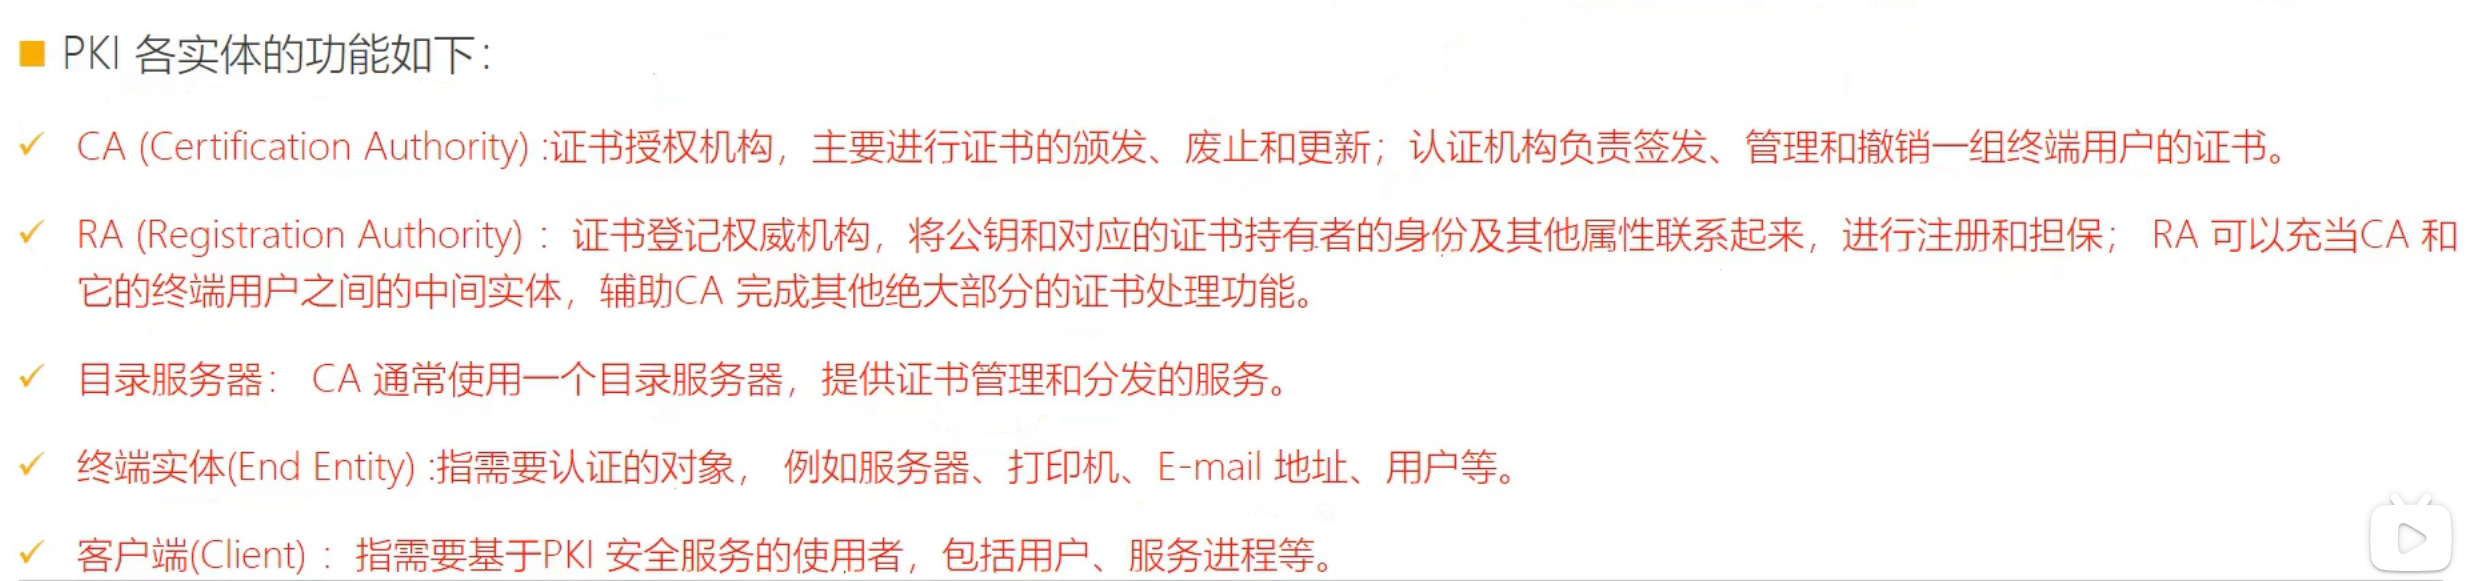 PKI 各实体的功能如下：
CA (Certification Authority) :证书授权机构，主要进行证书的颁发、废止和更新；认证机构负责签发、管理和撤销一组终端用户的证书。
RA (Registration Authority) ：证书登记权威机构，将公钥和对应的证书持有者的身份及其他属性联系起来，进行注册和担保； RA 可以充当CA 和
它的终端用户之间的中间实体，辅助CA 完成其他绝大部分的证书处理功能。
目录服务器： CA 通常使用一个目录服务器，提供证书管理和分发的服务。
终端实体(End Entity) :指需要认证的对象， 例如服务器、打印机、E-mail 地址、用户等。
客户端(Client) ：指需要基于PKI 安全服务的使用者，包括用户、服务进程等。